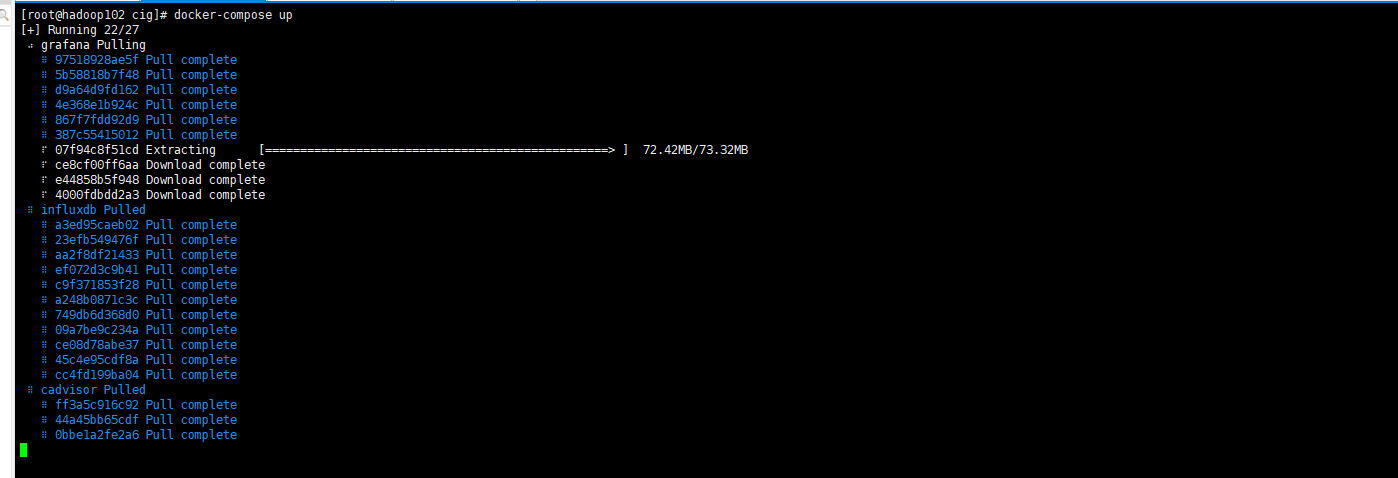 [root@hadoop102 cig]# docker-compose up
[+] Running 22/27
⠴ grafana Pulling
⠿ 97518928ae5f Pull complete
⠿ 5b58818b7f48 Pull complete
⠿ d9a64d9fd162 Pull complete
⠿ 4e368e1b924c Pull complete
⠿ 867f7fdd92d9 Pull complete
⠿ 387c55415012 Pull complete
⠏ 07f94c8f51cd Extracting [=================================================> ] 72.42MB/73.32MB
⠏ ce8cf00ff6aa Download complete
⠏ e44858b5f948 Download complete
⠏ 4000fdbdd2a3 Download complete
⠿ influxdb Pulled
⠿ a3ed95caeb02 Pull complete
⠿ 23efb549476f Pull complete
⠿ aa2f8df21433 Pull complete
⠿ ef072d3c9b41 Pull complete
⠿ c9f371853f28 Pull complete
⠿ a248b0871c3c Pull complete
⠿ 749db6d368d0 Pull complete
⠿ 09a7be9c234a Pull complete
⠿ ce08d78abe37 Pull complete
⠿ 45c4e95cdf8a Pull complete
⠿ cc4fd199ba04 Pull complete
⠿ cadvisor Pulled
⠿ ff3a5c916c92 Pull complete
⠿ 44a45bb65cdf Pull complete
⠿ 0bbe1a2fe2a6 Pull complete